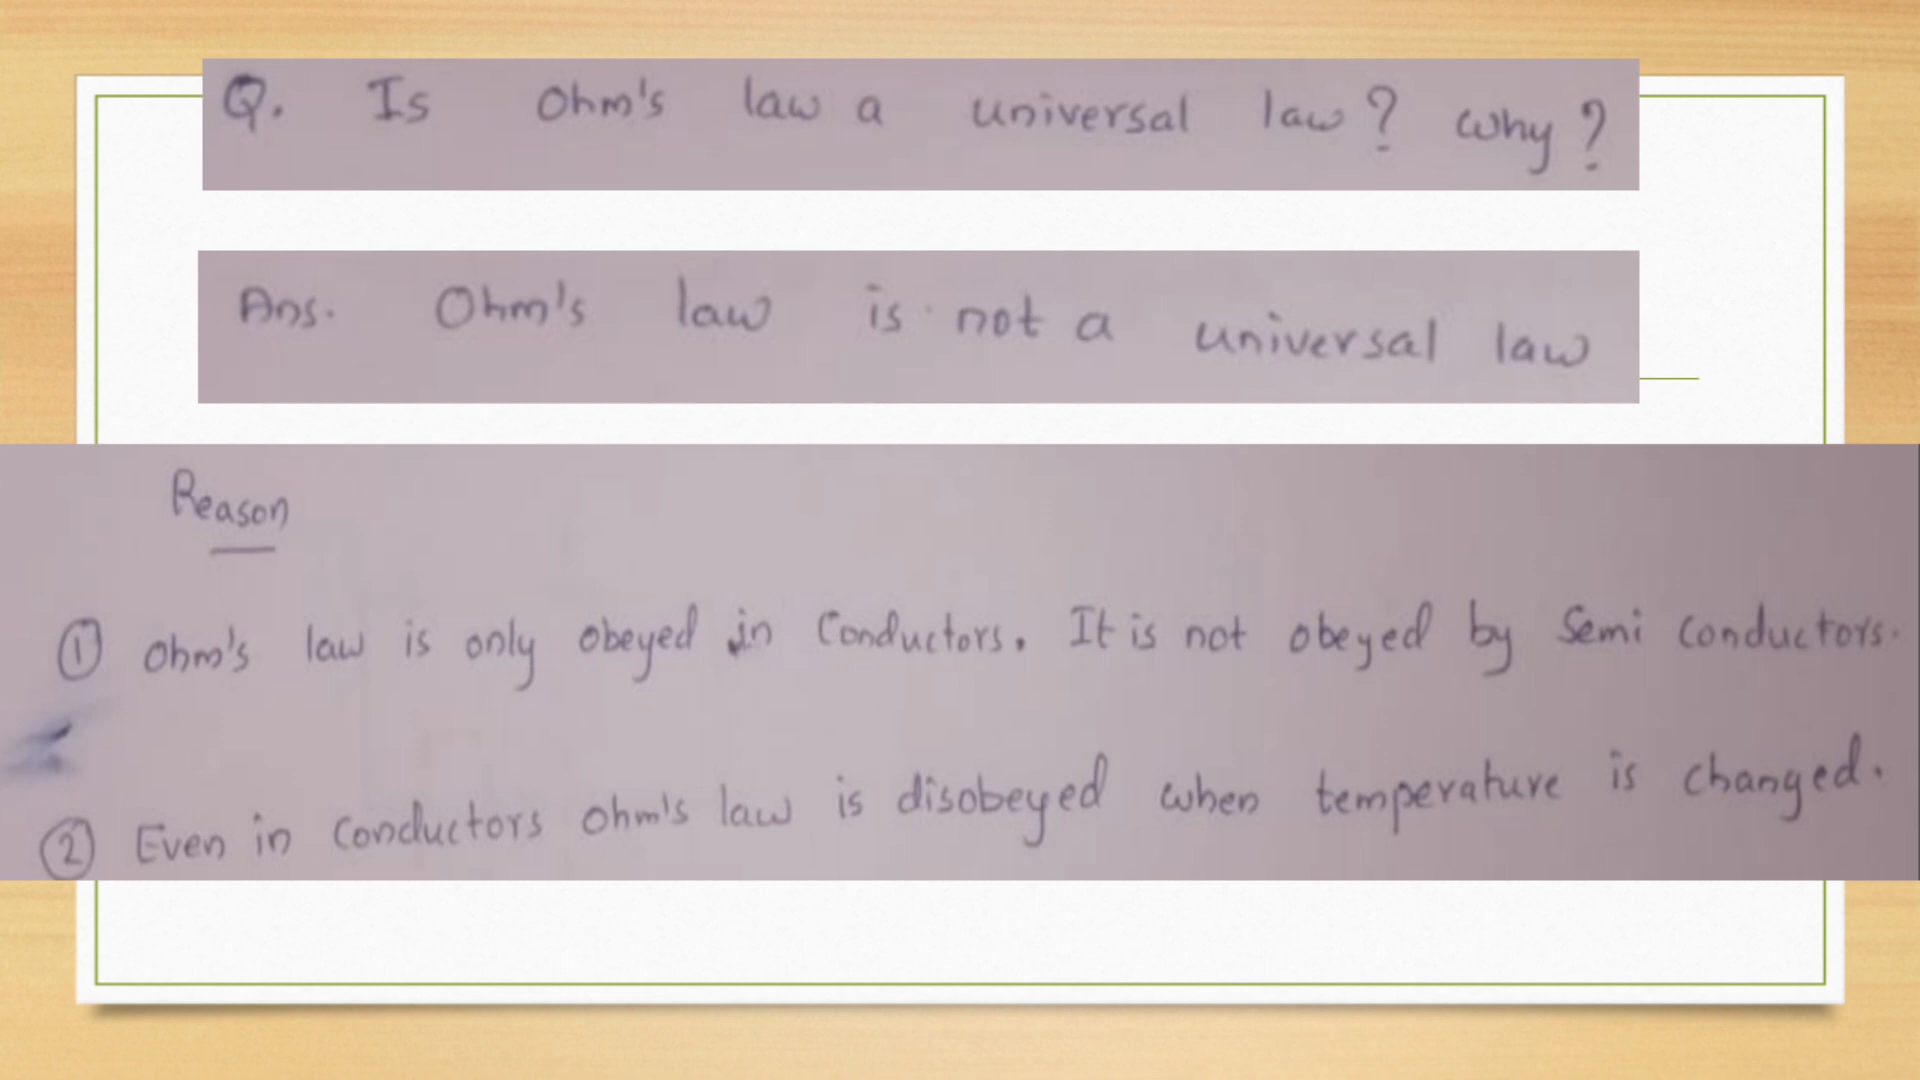 Q. Is Ohm's law a universal law? why?
Ans. Ohm's law is not a universal law
Reason
① Ohm's law is only obeyed in Conductors. It is not obeyed by Semi conductors.
② Even in Conductors Ohm's law is disobeyed when temperature is changed.